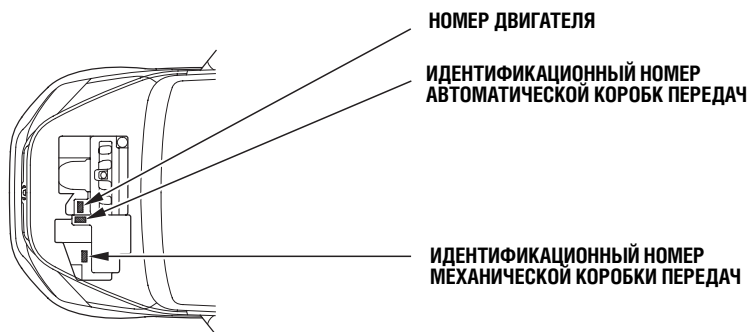 НОМЕР ДВИГАТЕЛЯ
ИДЕНТИФИКАЦИОННЫЙ НОМЕР
АВТОМАТИЧЕСКОЙ КОРОБК ПЕРЕДАЧ
ИДЕНТИФИКАЦИОННЫЙ НОМЕР
МЕХАНИЧЕСКОЙ КОРОБКИ ПЕРЕДАЧ